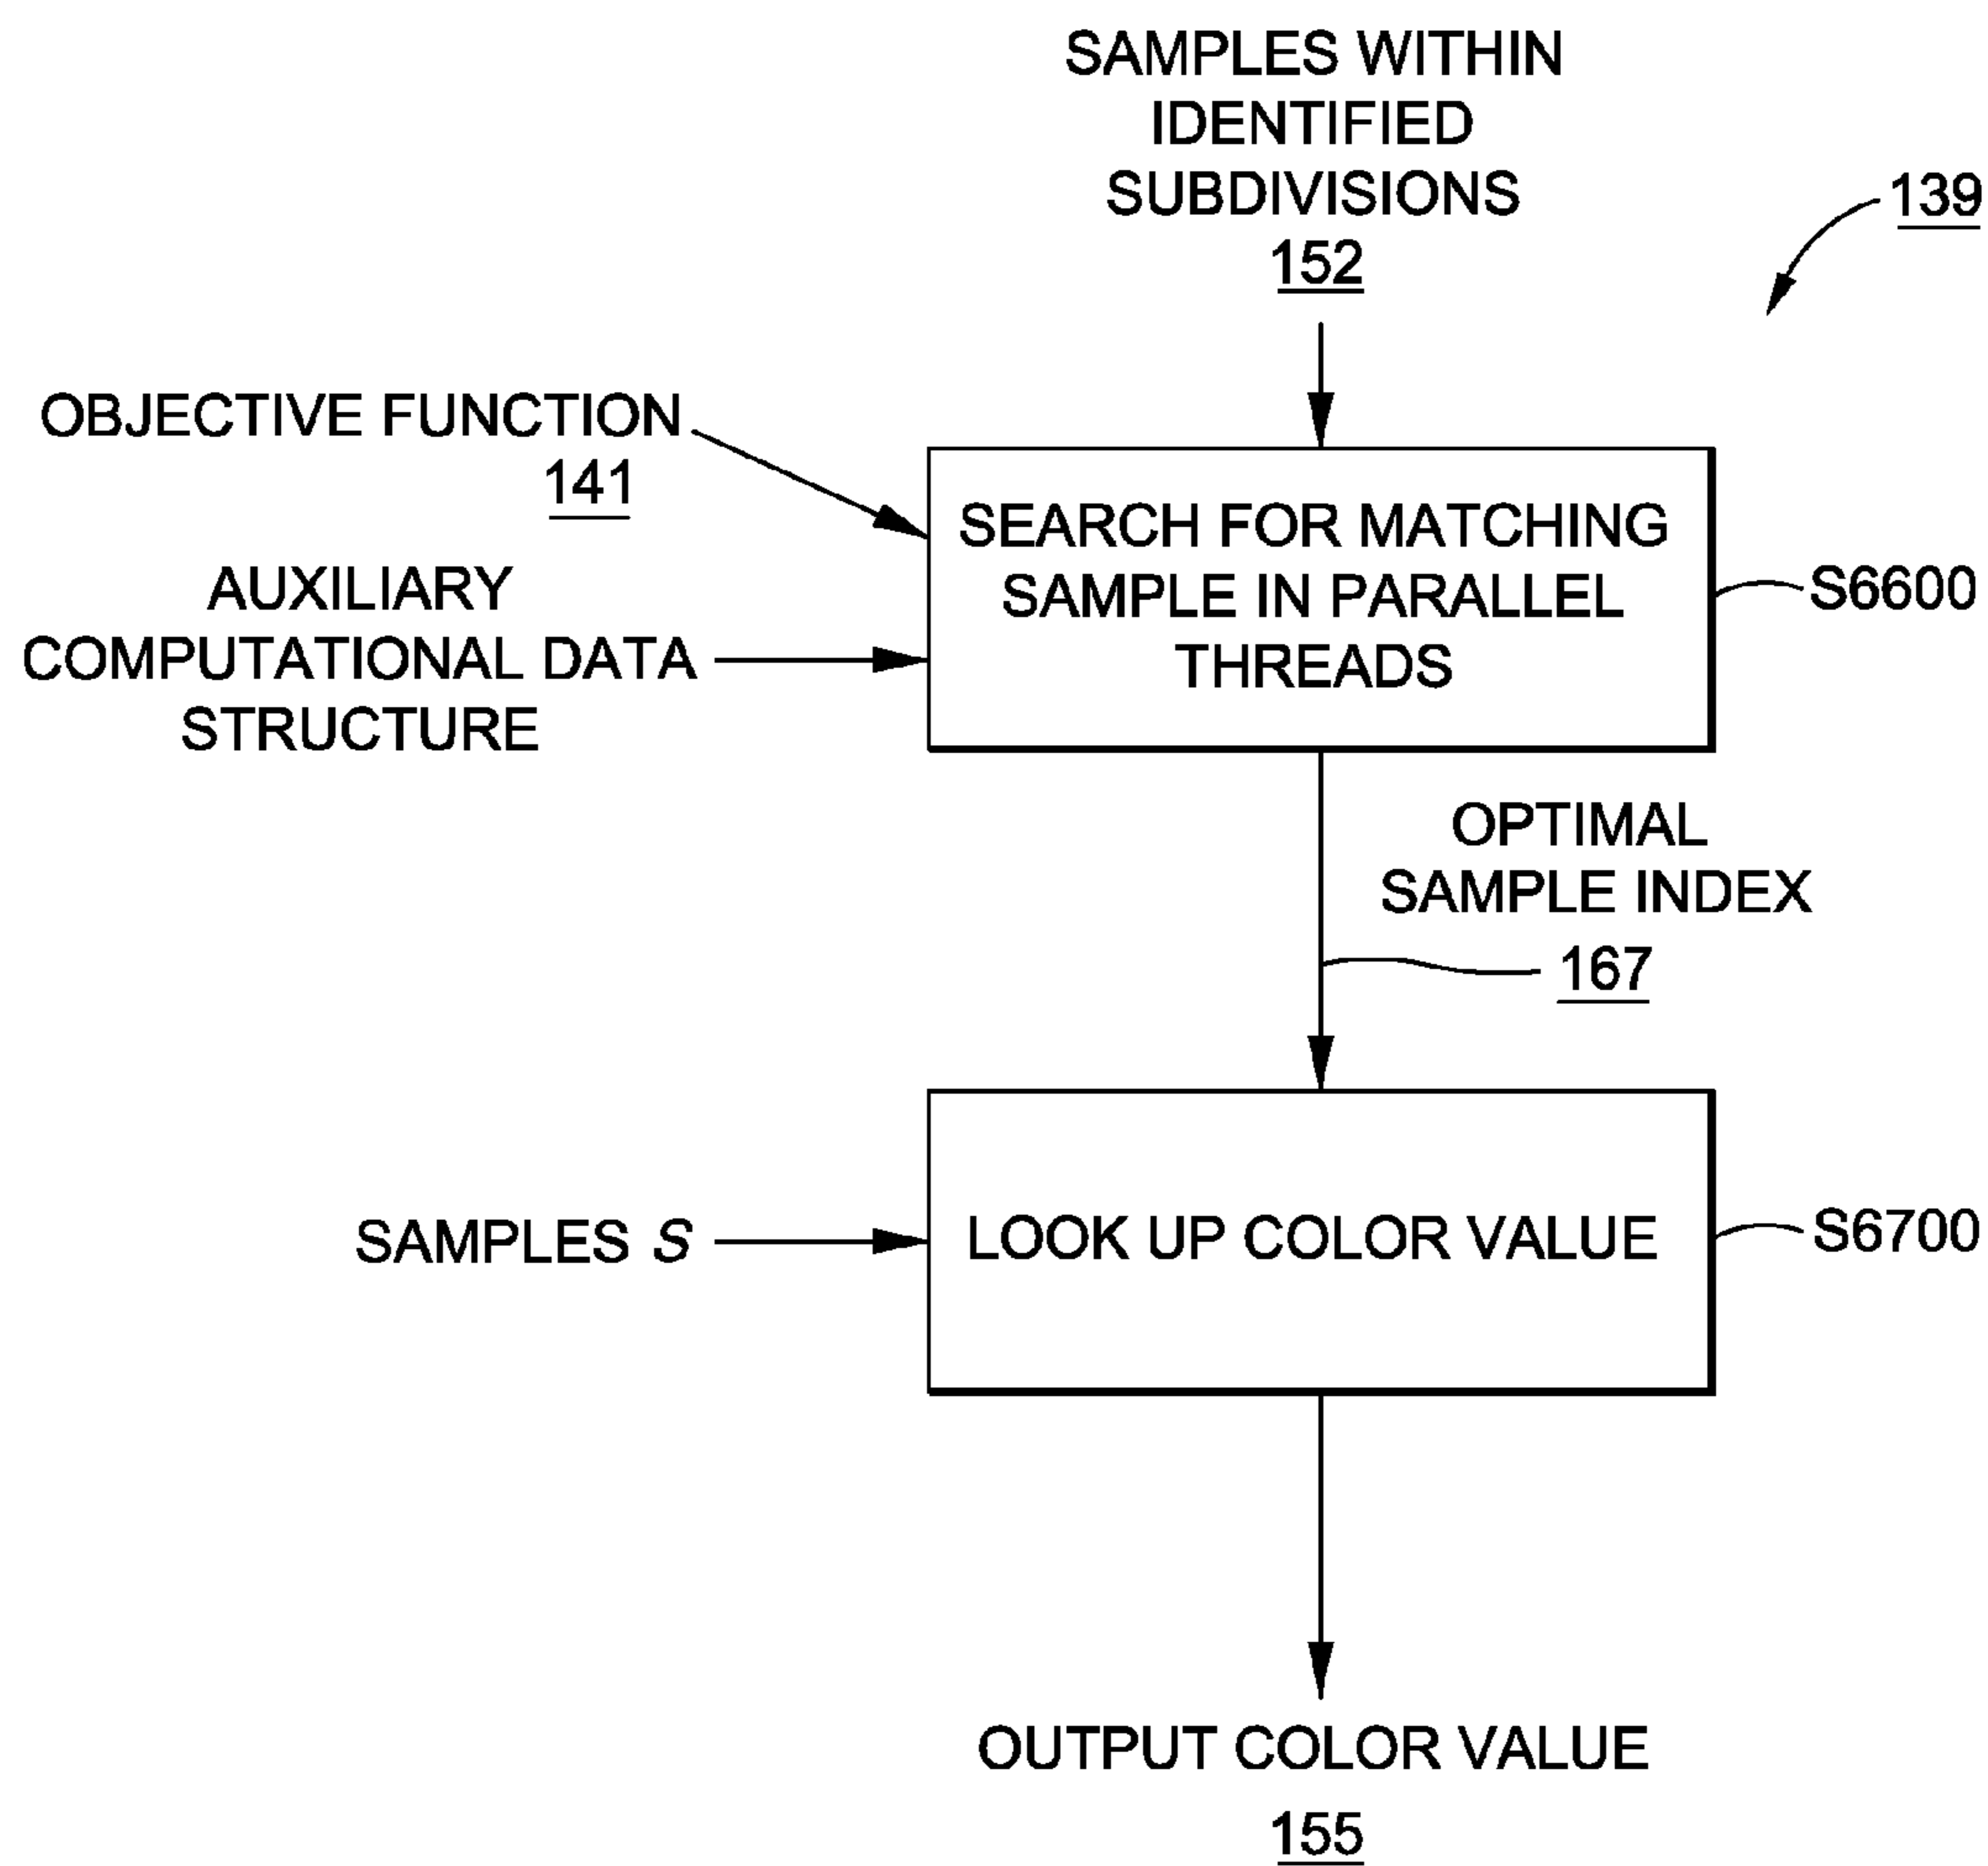 SAMPLES WITHIN
IDENTIFIED
SUBDIVISIONS
152
139
OBJECTIVE FUNCTION
141
AUXILIARY
COMPUTATIONAL DATA
STRUCTURE
SEARCH FOR MATCHING
SAMPLE IN PARALLEL
THREADS
S6600
OPTIMAL
SAMPLE INDEX
167
SAMPLES S
LOOK UP COLOR VALUE
S6700
OUTPUT COLOR VALUE
155